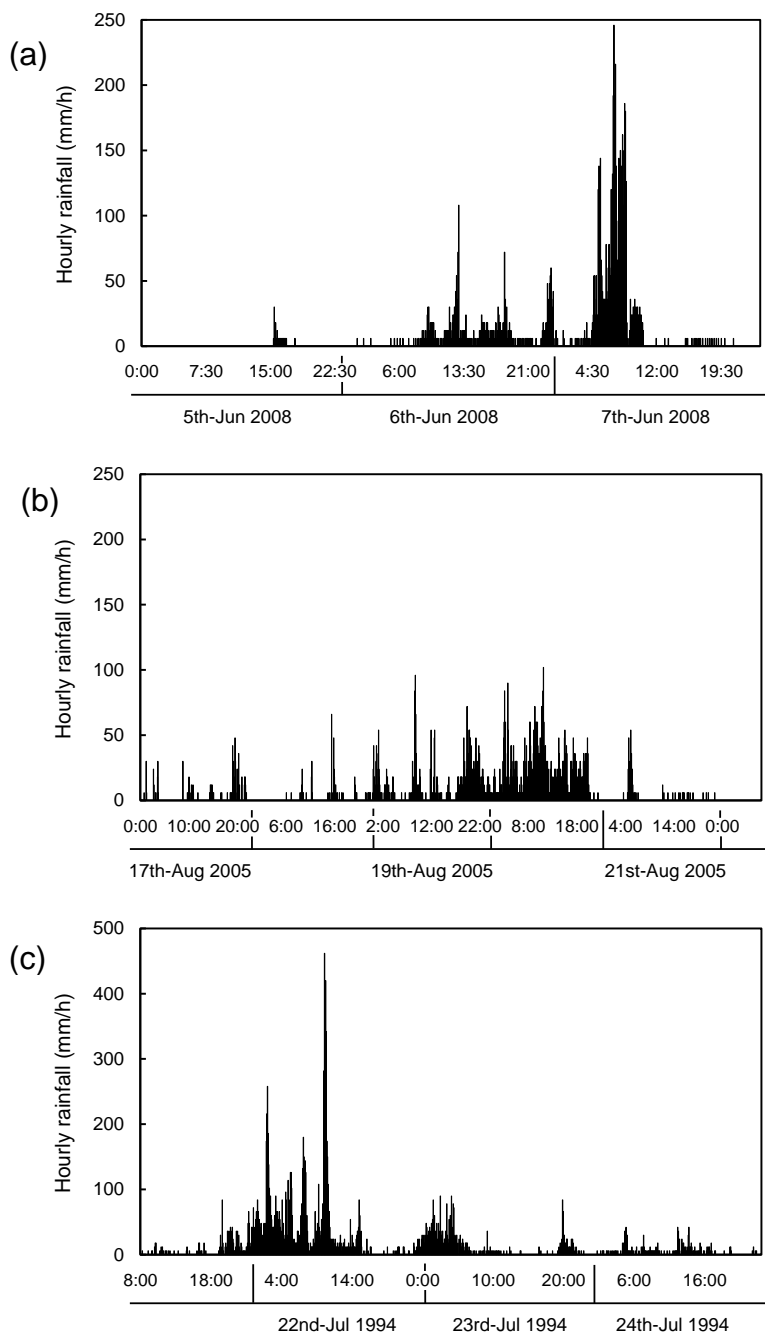 (a)
Hourly rainfall (mm/h)
250
200
150
100
50
0
0:00 7:30 15:00 22:30 6:00 13:30 21:00 4:30 12:00 19:30
5th-Jun 2008 6th-Jun 2008 7th-Jun 2008
(b)
Hourly rainfall (mm/h)
250
200
150
100
50
0
0:00 10:00 20:00 6:00 16:00 2:00 12:00 22:00 8:00 18:00 4:00 14:00 0:00
17th-Aug 2005 19th-Aug 2005 21st-Aug 2005
(c)
Hourly rainfall (mm/h)
500
400
300
200
100
0
8:00 18:00 4:00 14:00 0:00 10:00 20:00 6:00 16:00
22nd-Jul 1994 23rd-Jul 1994 24th-Jul 1994